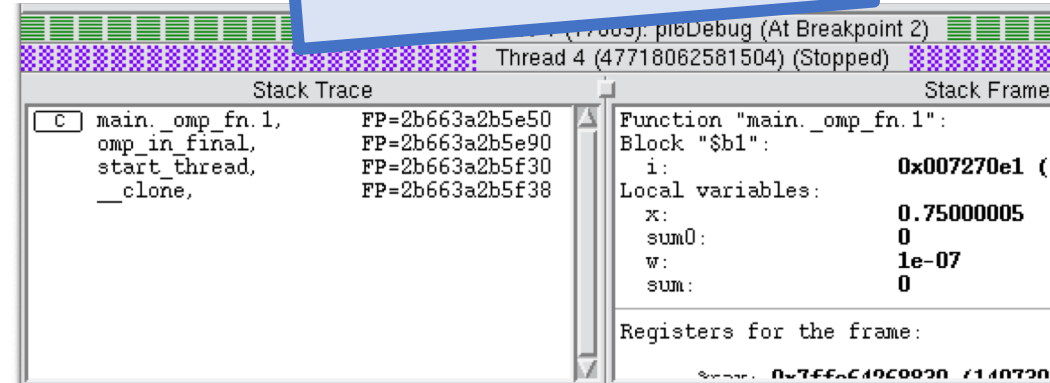 pi6Debug (At Breakpoint 2)
Thread 4 (47718062581504) (Stopped)
Stack Trace
C main._omp_fn.1, FP=2b663a2b5e50
omp_in_final, FP=2b663a2b5e90
start_thread, FP=2b663a2b5f30
__clone, FP=2b663a2b5f38
Stack Frame
Function "main._omp_fn.1":
Block "$b1":
i: 0x007270e1 (
Local variables:
x: 0.75000005
sum0: 0
w: 1e-07
sum: 0
Registers for the frame: